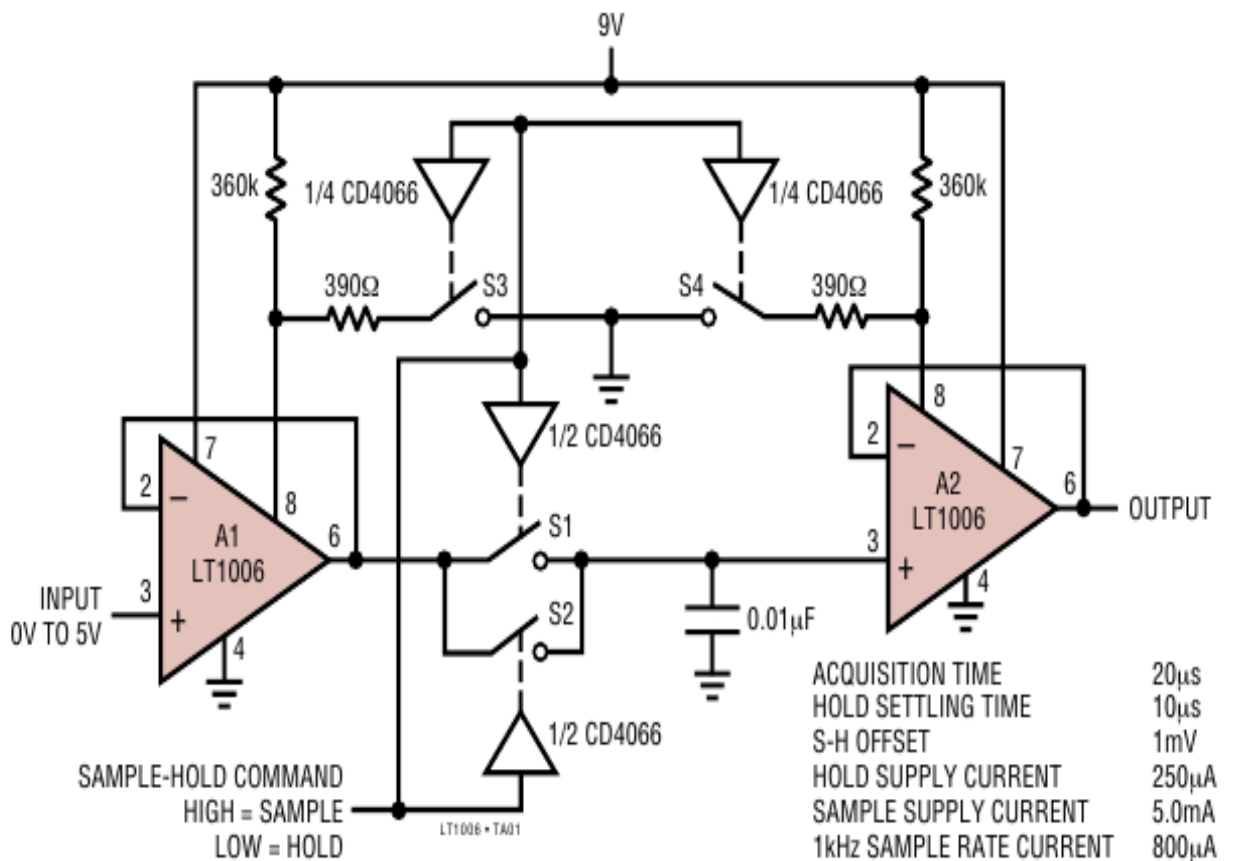 9V
360k
1/4 CD4066
1/4 CD4066
360k
390Ω
S3
S4
390Ω
1/2 CD4066
8
2
−
7
A2
LT1006
6
OUTPUT
3
+
4
7
2
−
8
A1
LT1006
6
S1
INPUT
0V TO 5V
3
+
4
S2
0.01µF
1/2 CD4066
SAMPLE-HOLD COMMAND
HIGH = SAMPLE
LOW = HOLD
LT1006 • TA01
ACQUISITION TIME 20µs
HOLD SETTLING TIME 10µs
S-H OFFSET 1mV
HOLD SUPPLY CURRENT 250µA
SAMPLE SUPPLY CURRENT 5.0mA
1kHz SAMPLE RATE CURRENT 800µA